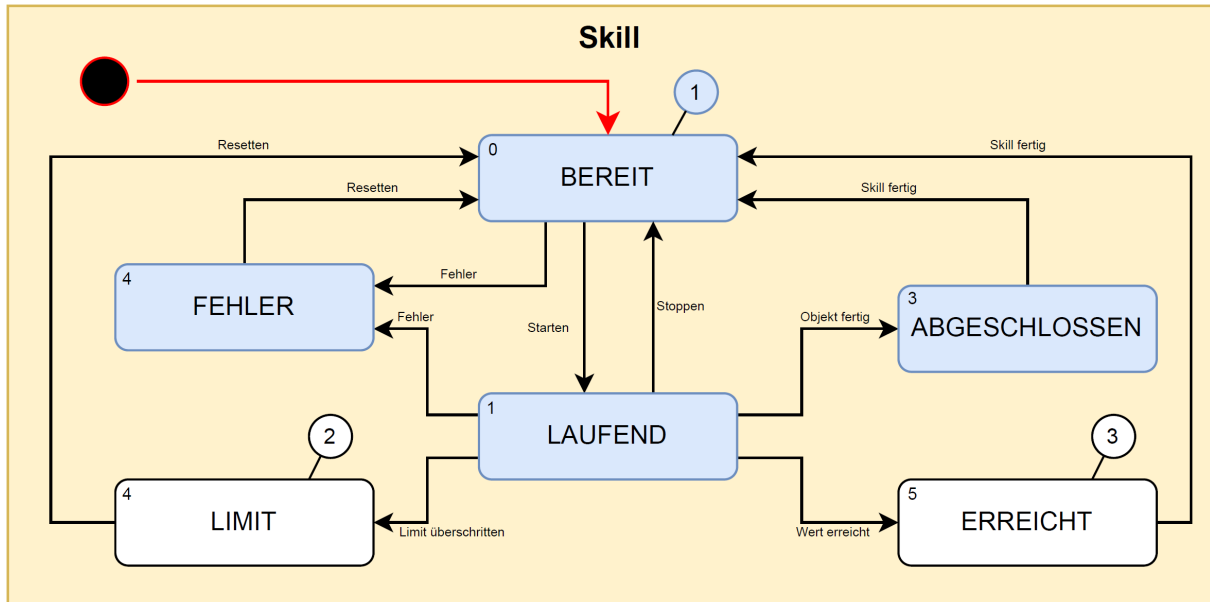 Skill
1
Resetten
Skill fertig
0
BEREIT
Resetten
Skill fertig
4
FEHLER
Fehler
Fehler
Starten
Stoppen
Objekt fertig
3
ABGESCHLOSSEN
1
LAUFEND
2
3
4
LIMIT
Limit überschritten
Wert erreicht
5
ERREICHT